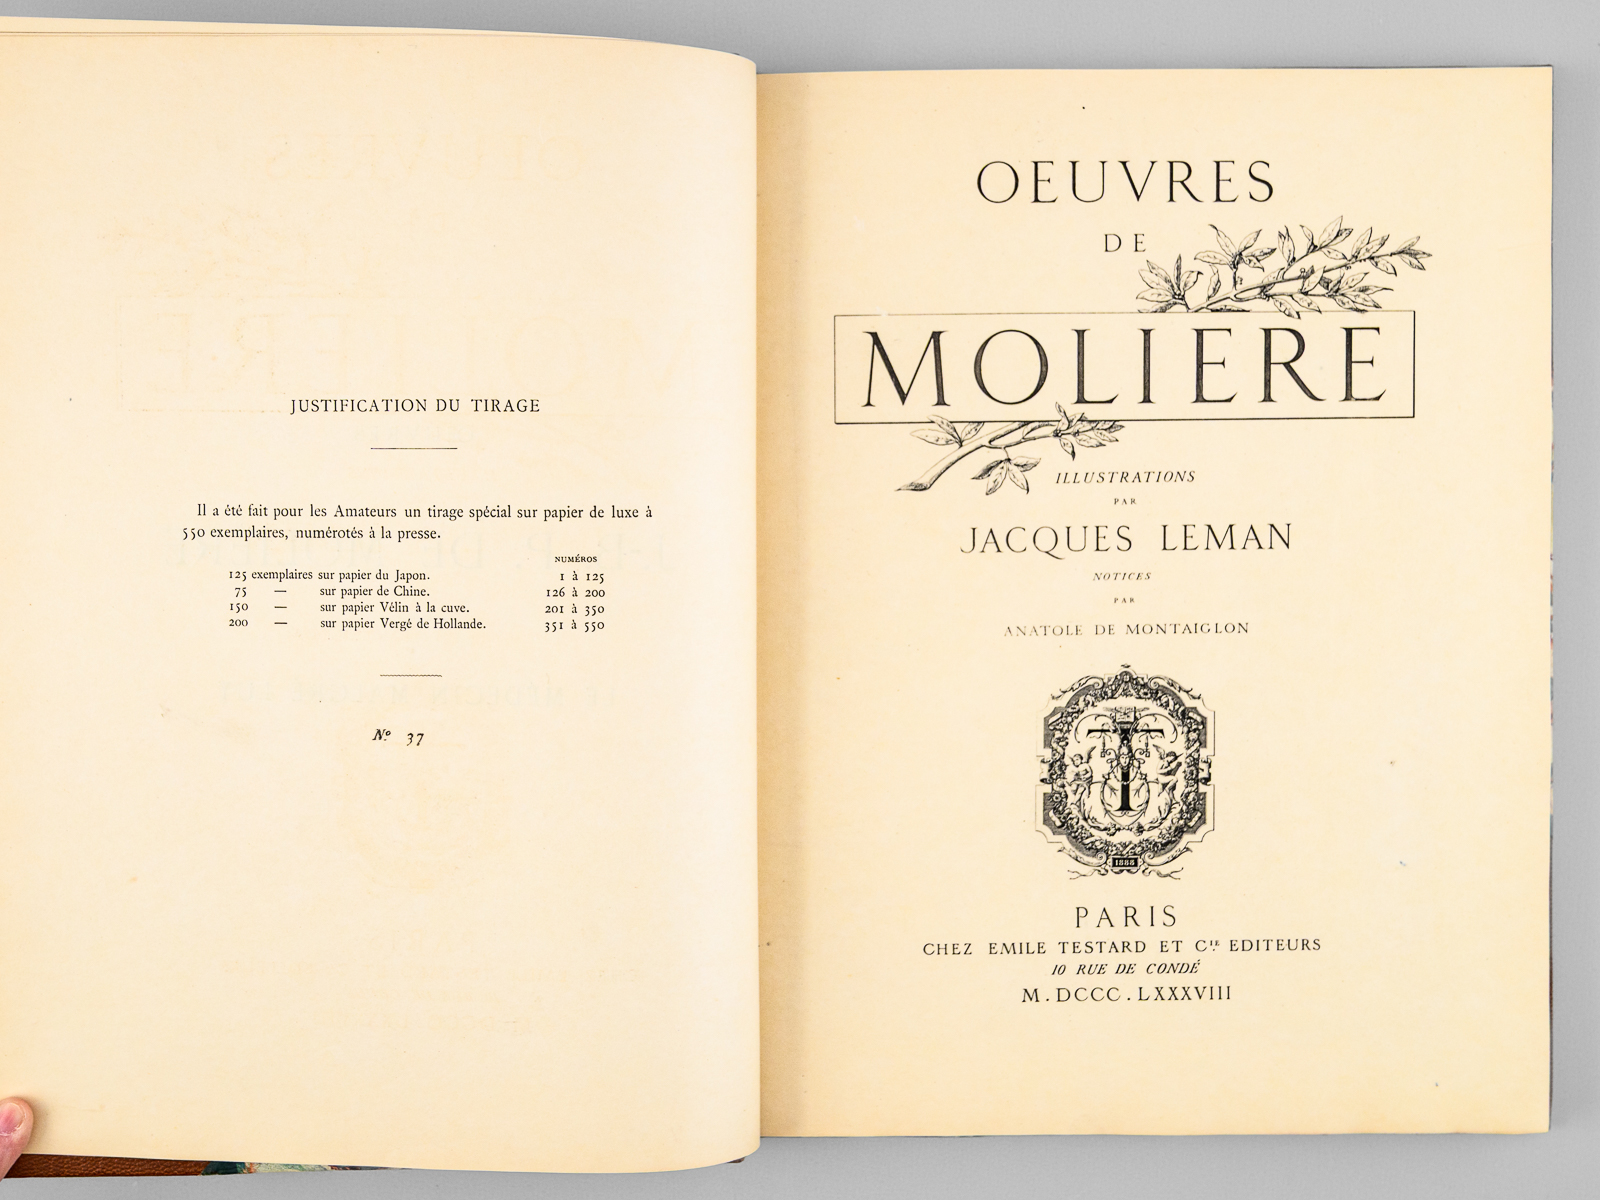 JUSTIFICATION DU TIRAGE
Il a été fait pour les Amateurs un tirage spécial sur papier de luxe à
550 exemplaires, numérotés à la presse.
NUMÉROS
125 exemplaires sur papier du Japon. 1 à 125
75 — sur papier de Chine. 126 à 200
150 — sur papier Vélin à la cuve. 201 à 350
200 — sur papier Vergé de Hollande. 351 à 550
Nº 37
OEUVRES
DE
MOLIERE
ILLUSTRATIONS
PAR
JACQUES LEMAN
NOTICES
PAR
ANATOLE DE MONTAIGLON
T
1888
PARIS
CHEZ EMILE TESTARD ET CIE EDITEURS
10 RUE DE CONDÉ
M.DCCC.LXXXVIII